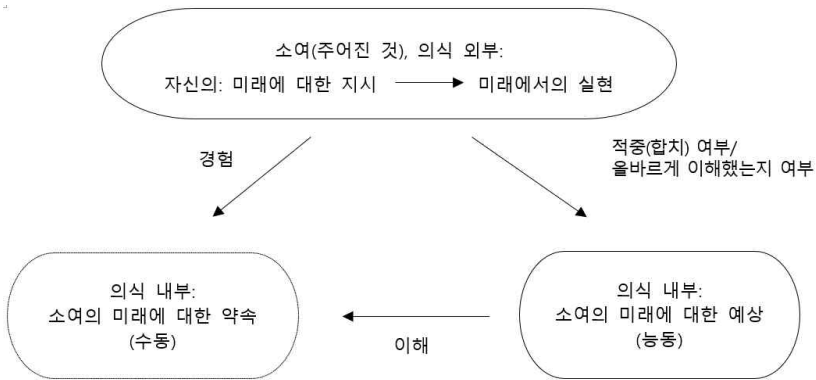 소여(주어진 것), 의식 외부:
자신의: 미래에 대한 지시 미래에서의 실현
경험
적중(합치) 여부/
올바르게 이해했는지 여부
의식 내부:
소여의 미래에 대한 약속
(수동)
이해
의식 내부:
소여의 미래에 대한 예상
(능동)